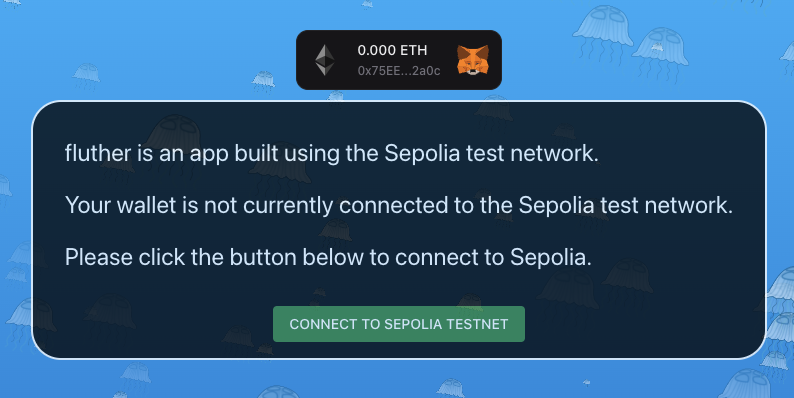 0.000 ETH
0x75EE...2a0c
fluther is an app built using the Sepolia test network.
Your wallet is not currently connected to the Sepolia test network.
Please click the button below to connect to Sepolia.
CONNECT TO SEPOLIA TESTNET